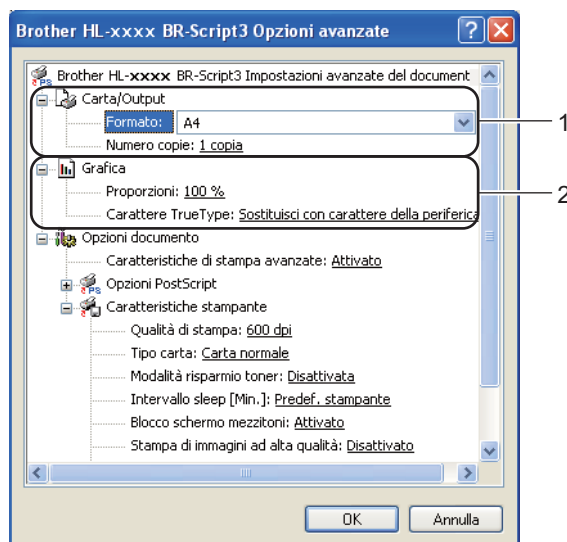 Brother HL-xxxx BR-Script3 Opzioni avanzate
Brother HL-xxxx BR-Script3 Impostazioni avanzate del document
Carta/Output
Formato: A4
1
Numero copie: 1 copia
Grafica
Proporzioni: 100 %
2
Carattere TrueType: Sostituisci con carattere della periferica
Opzioni documento
Caratteristiche di stampa avanzate: Attivato
Opzioni PostScript
Caratteristiche stampante
Qualità di stampa: 600 dpi
Tipo carta: Carta normale
Modalità risparmio toner: Disattivata
Intervallo sleep [Min.]: Predef. stampante
Blocco schermo mezzitoni: Attivato
Stampa di immagini ad alta qualità: Disattivato
OK Annulla